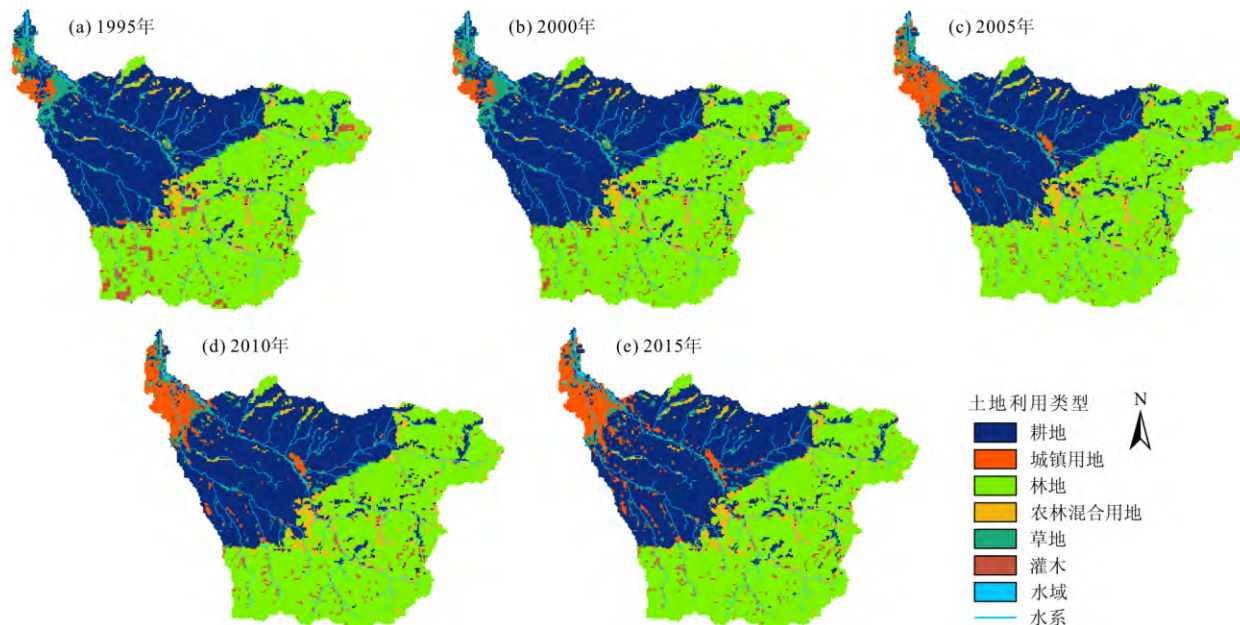 (a) 1995年
(b) 2000年
(c) 2005年
(d) 2010年
(e) 2015年
土地利用类型
N
耕地
城镇用地
林地
农林混合用地
草地
灌木
水域
水系